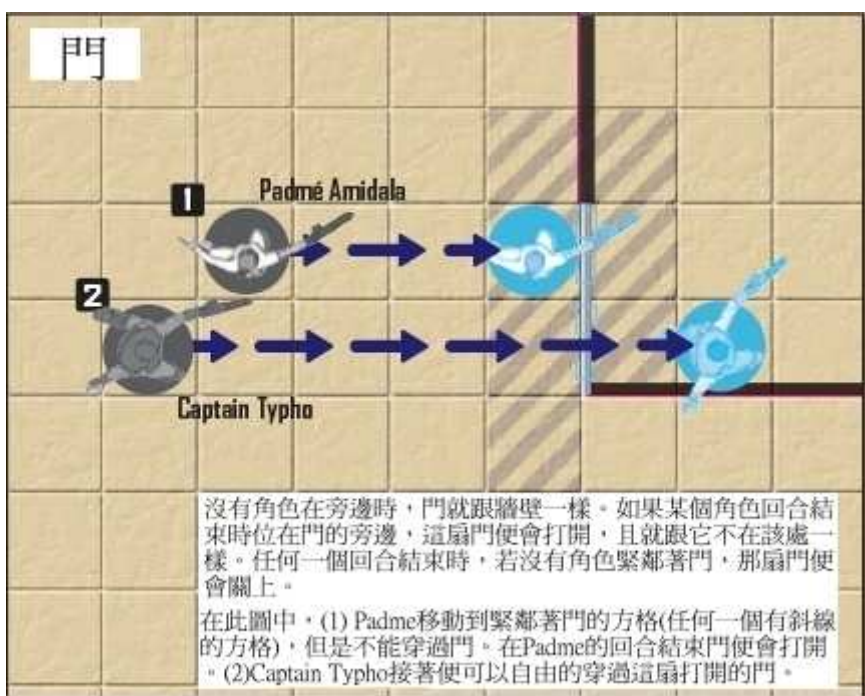 門
1
Padmé Amidala
2
Captain Typho
沒有角色在旁邊時，門就跟牆壁一樣。如果某個角色回合結
束時位在門的旁邊，這扇門便會打開，且就跟它不在該處一
樣。任何一個回合結束時，若沒有角色緊鄰著門，那扇門便
會關上。
在此圖中，(1) Padme移動到緊鄰著門的方格(任何一個有斜線
的方格)，但是不能穿過門。在Padme的回合結束門便會打開
。(2)Captain Typho接著便可以自由的穿過這扇打開的門。